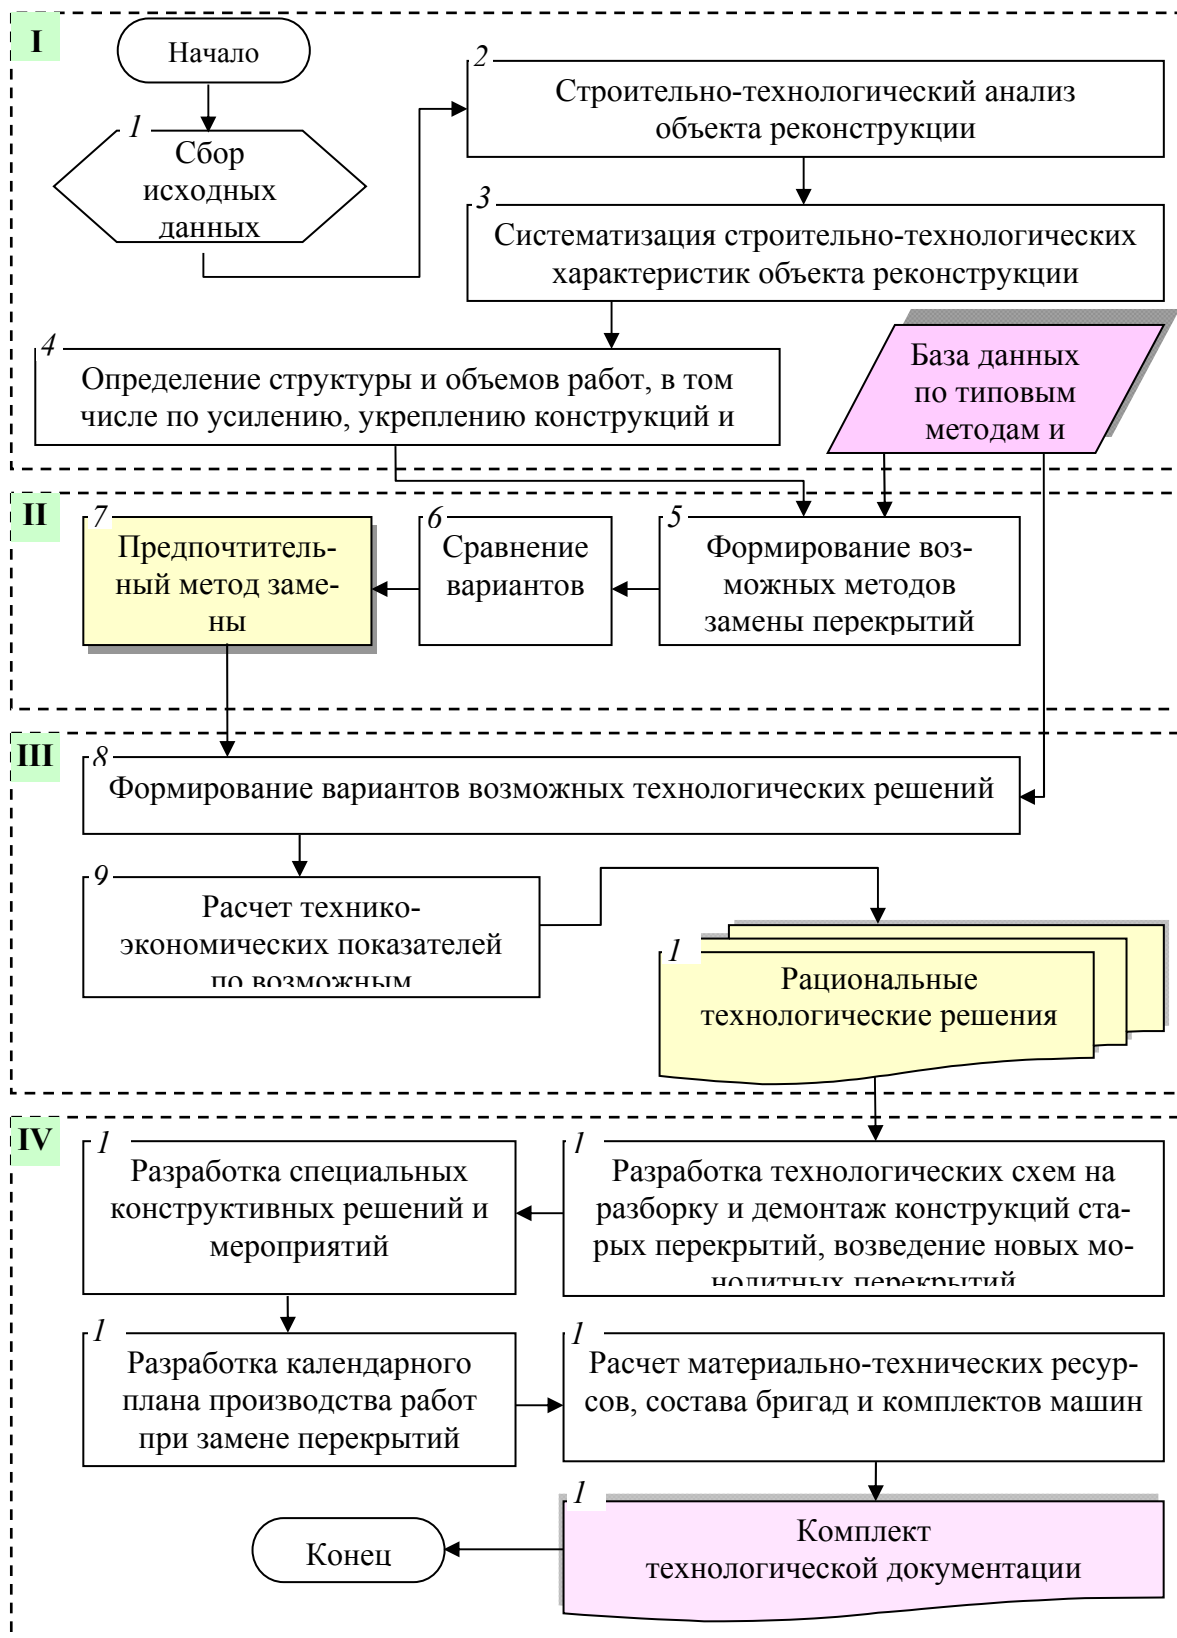 I
Начало
1
Сбор
исходных
данных
2
Строительно-технологический анализ
объекта реконструкции
3
Систематизация строительно-технологических
характеристик объекта реконструкции
4
Определение структуры и объемов работ, в том
числе по усилению, укреплению конструкций и
База данных
по типовым
методам и
II
7
Предпочтитель-
ный метод заме-
ны
6
Сравнение
вариантов
5
Формирование воз-
можных методов
замены перекрытий
III
8
Формирование вариантов возможных технологических решений
9
Расчет технико-
экономических показателей
по возможным
1
Рациональные
технологические решения
IV
1
Разработка специальных
конструктивных решений и
мероприятий
1
Разработка технологических схем на
разборку и демонтаж конструкций ста-
рых перекрытий, возведение новых мо-
нолитных перекрытий
1
Разработка календарного
плана производства работ
при замене перекрытий
1
Расчет материально-технических ресур-
сов, состава бригад и комплектов машин
1
Комплект
технологической документации
Конец